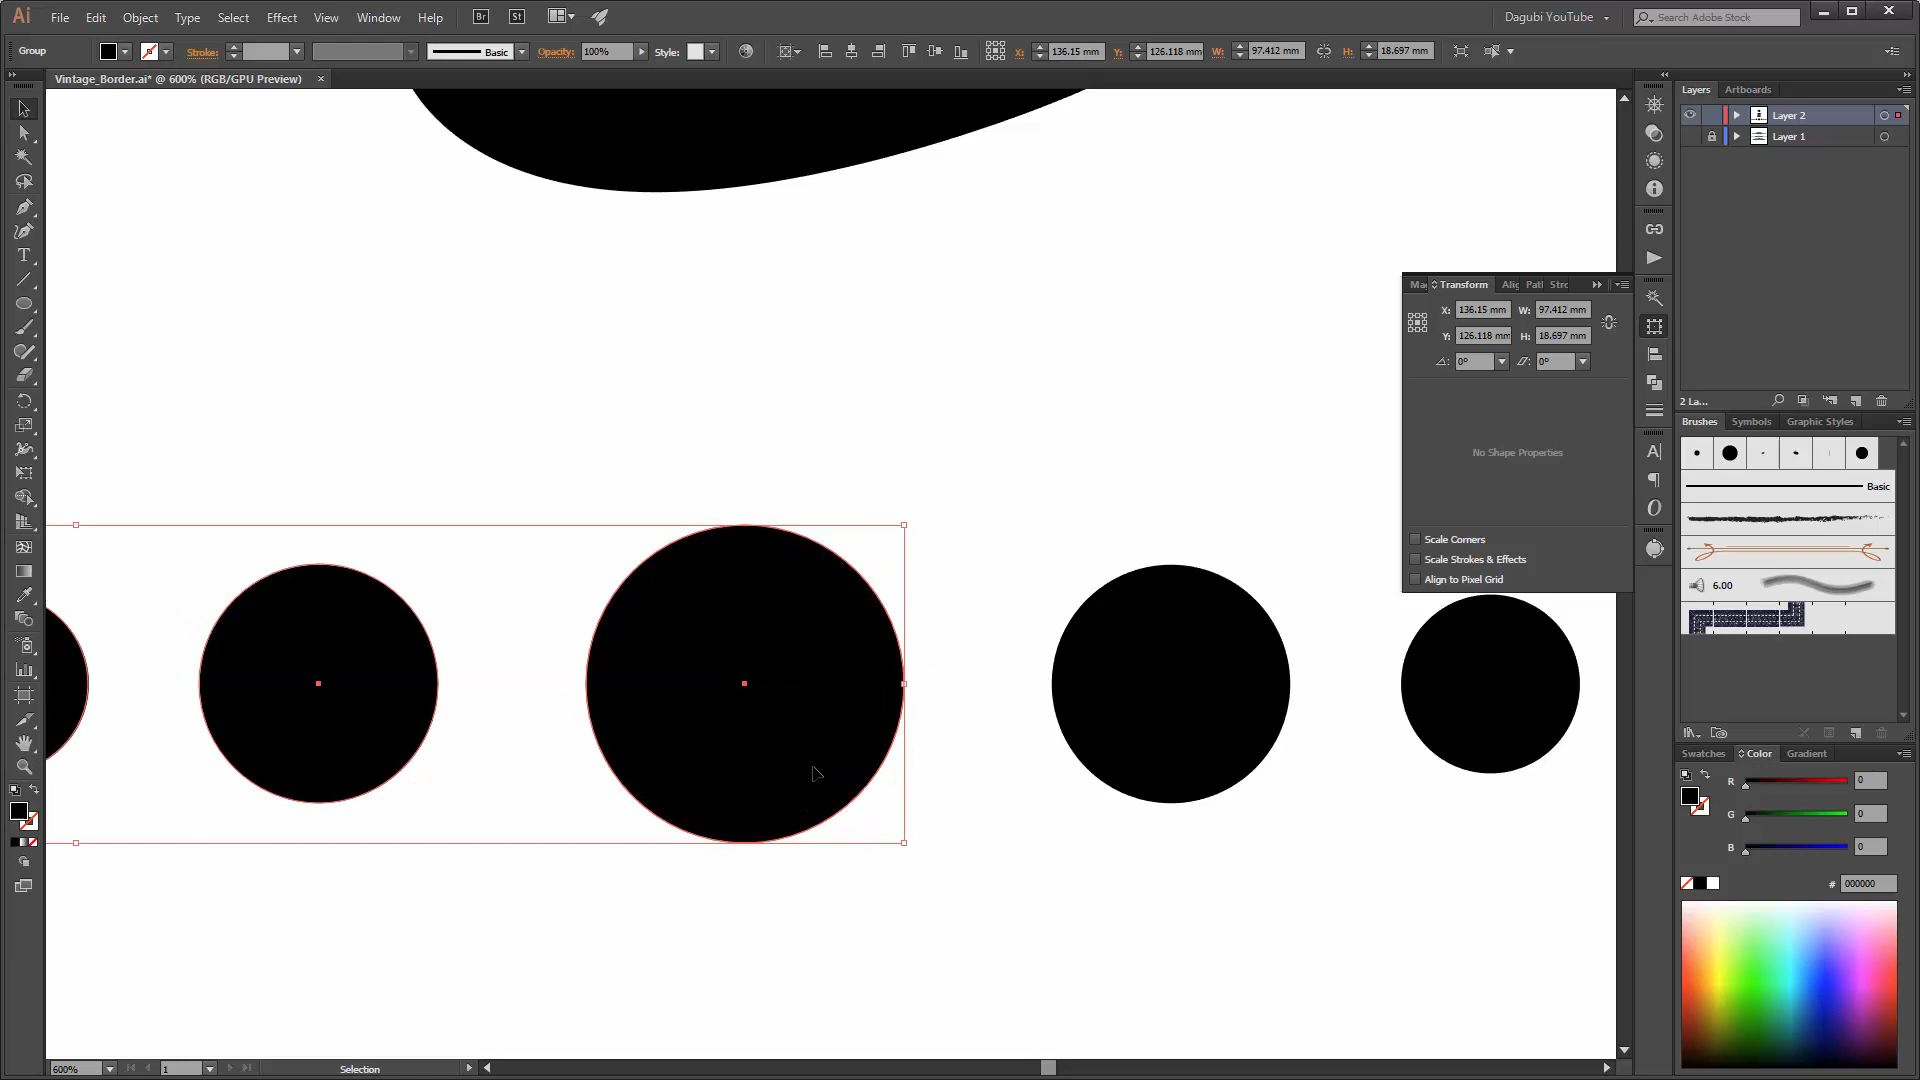 Ai File Edit Object Type Select Effect View Window Help Br St Dagubi YouTube Search Adobe Stock
Group Stroke: Basic Opacity: 100% Style: X: 136.15 mm Y: 126.118 mm W: 97.412 mm H: 18.697 mm
Vintage_Border.ai* @ 600% (RGB/GPU Preview) ×
Layers Artboards
Layer 2
Layer 1
Transform
X: 136.15 mm W: 97.412 mm
Y: 126.118 mm H: 18.697 mm
0° 0°
No Shape Properties
Scale Corners
Scale Strokes & Effects
Align to Pixel Grid
2 La...
Brushes Symbols Graphic Styles
Basic
6.00
Swatches Color Gradient
R 0
G 0
B 0
# 000000
600% 1 Selection